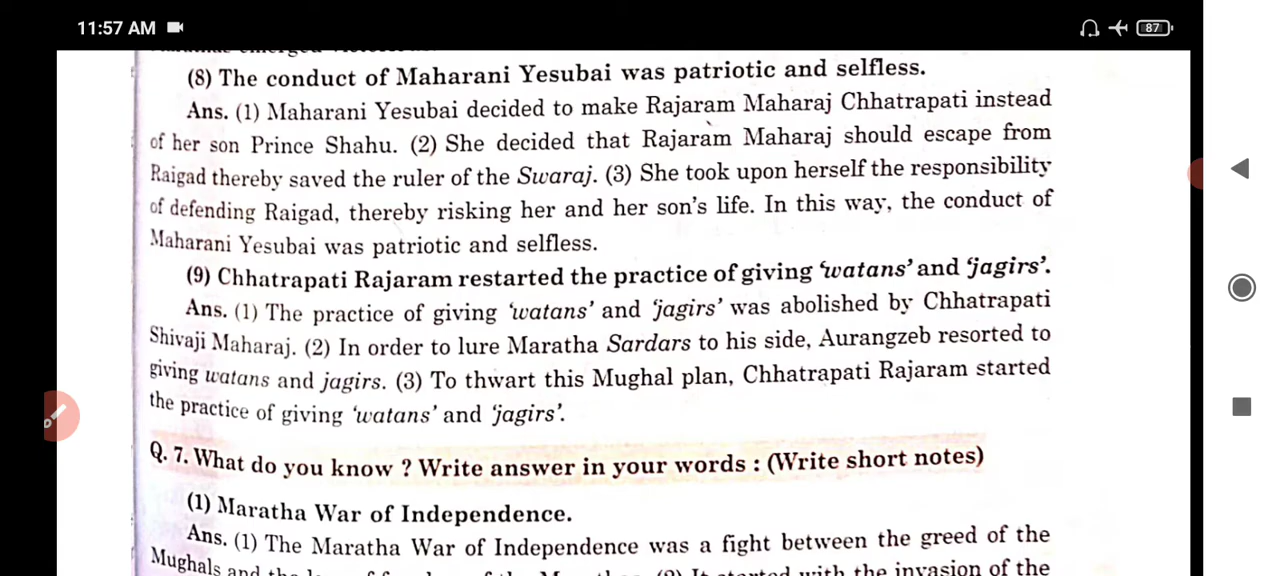 11:57 AM
87
(8) The conduct of Maharani Yesubai was patriotic and selfless.
Ans. (1) Maharani Yesubai decided to make Rajaram Maharaj Chhatrapati instead
of her son Prince Shahu. (2) She decided that Rajaram Maharaj should escape from
Raigad thereby saved the ruler of the Swaraj. (3) She took upon herself the responsibility
of defending Raigad, thereby risking her and her son's life. In this way, the conduct of
Maharani Yesubai was patriotic and selfless.
(9) Chhatrapati Rajaram restarted the practice of giving 'watans' and 'jagirs'.
Ans. (1) The practice of giving 'watans' and 'jagirs' was abolished by Chhatrapati
Shivaji Maharaj. (2) In order to lure Maratha Sardars to his side, Aurangzeb resorted to
giving watans and jagirs. (3) To thwart this Mughal plan, Chhatrapati Rajaram started
the practice of giving 'watans' and 'jagirs'.
Q. 7. What do you know ? Write answer in your words : (Write short notes)
(1) Maratha War of Independence.
Ans. (1) The Maratha War of Independence was a fight between the greed of the
Mughals and the
with the invasion of the